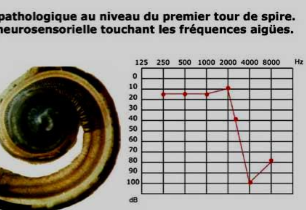 pathologique au niveau du premier tour de spire.
neurosensorielle touchant les fréquences aigües.
125 250 500 1000 2000 4000 8000 Hz
0
10
20
30
40
50
60
70
80
90
100
dB